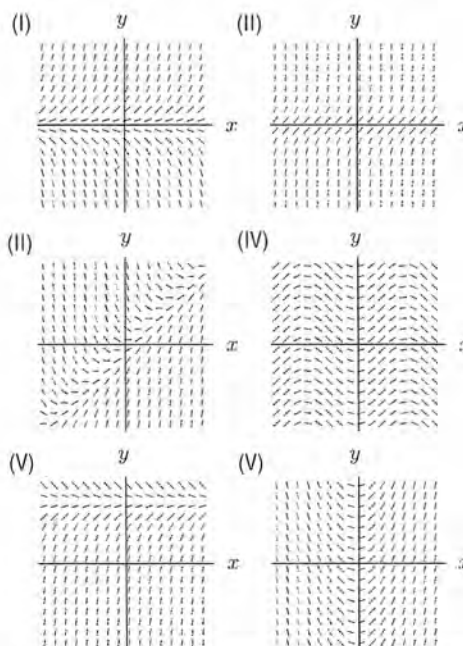 (I) y (II) y
x x
(II) y (IV) y
x x
(V) y (V) y
x x